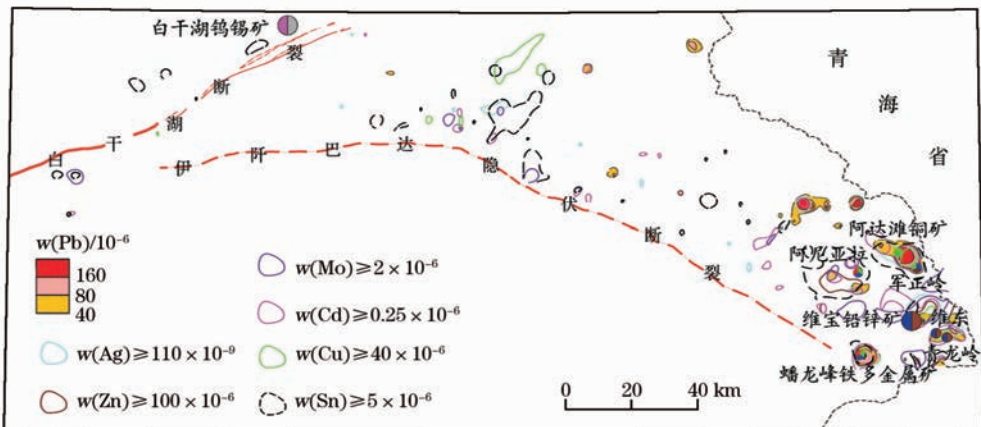 白干湖钨锡矿
白干湖断裂
伊阡巴达隐伏断裂
青海省
阿达滩铜矿
阿尼亚拉
军正岭
维宝铅锌矿
维东
青龙岭
蟠龙峰铁多金属矿
w(Pb)/10⁻⁶
160
80
40
w(Ag)≥110×10⁻⁹
w(Zn)≥100×10⁻⁶
w(Mo)≥2×10⁻⁶
w(Cd)≥0.25×10⁻⁶
w(Cu)≥40×10⁻⁶
w(Sn)≥5×10⁻⁶
0 20 40 km